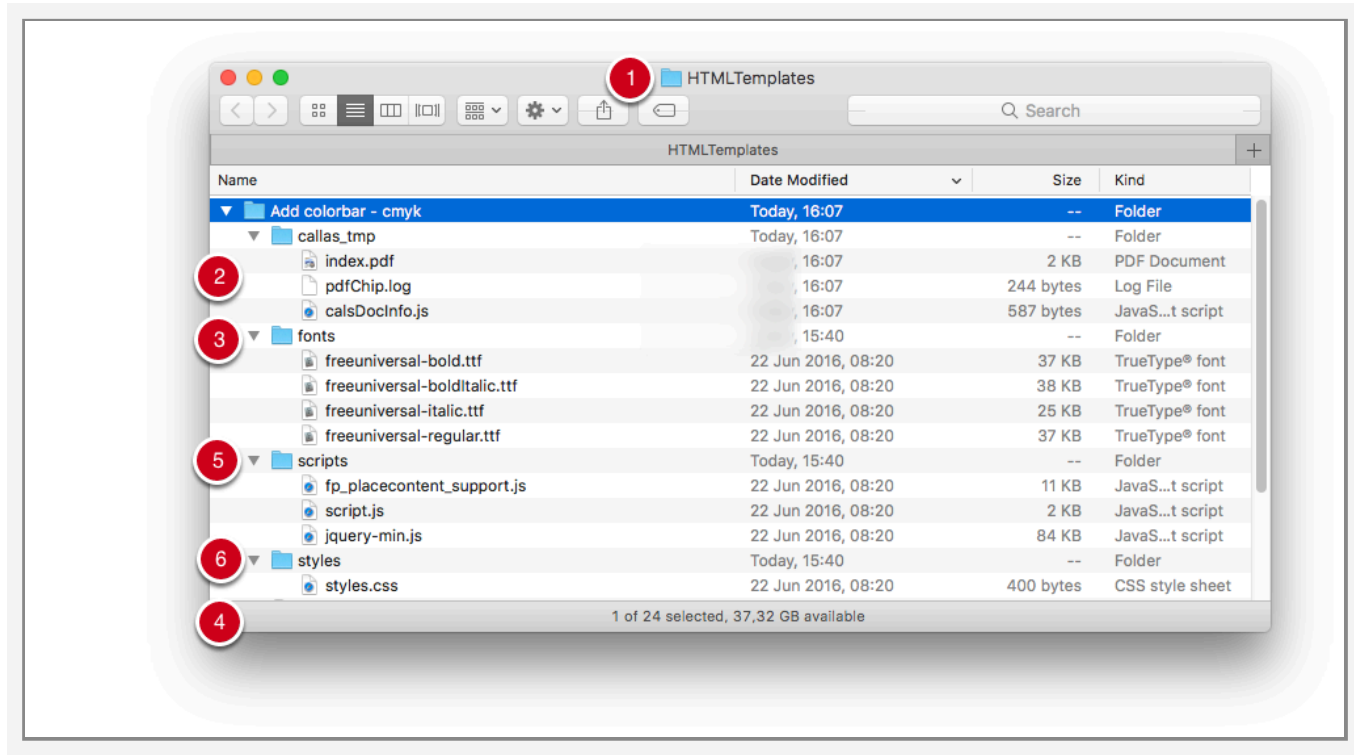 1 HTMLTemplates
Search
HTMLTemplates
Name Date Modified Size Kind
Add colorbar - cmyk Today, 16:07 -- Folder
callas_tmp Today, 16:07 -- Folder
index.pdf , 16:07 2 KB PDF Document
2 pdfChip.log , 16:07 244 bytes Log File
calsDocInfo.js , 16:07 587 bytes JavaS...t script
3 fonts , 15:40 -- Folder
freeuniversal-bold.ttf 22 Jun 2016, 08:20 37 KB TrueType® font
freeuniversal-boldItalic.ttf 22 Jun 2016, 08:20 38 KB TrueType® font
freeuniversal-italic.ttf 22 Jun 2016, 08:20 25 KB TrueType® font
freeuniversal-regular.ttf 22 Jun 2016, 08:20 37 KB TrueType® font
5 scripts Today, 15:40 -- Folder
fp_placecontent_support.js 22 Jun 2016, 08:20 11 KB JavaS...t script
script.js 22 Jun 2016, 08:20 2 KB JavaS...t script
jquery-min.js 22 Jun 2016, 08:20 84 KB JavaS...t script
6 styles Today, 15:40 -- Folder
styles.css 22 Jun 2016, 08:20 400 bytes CSS style sheet
4 1 of 24 selected, 37,32 GB available